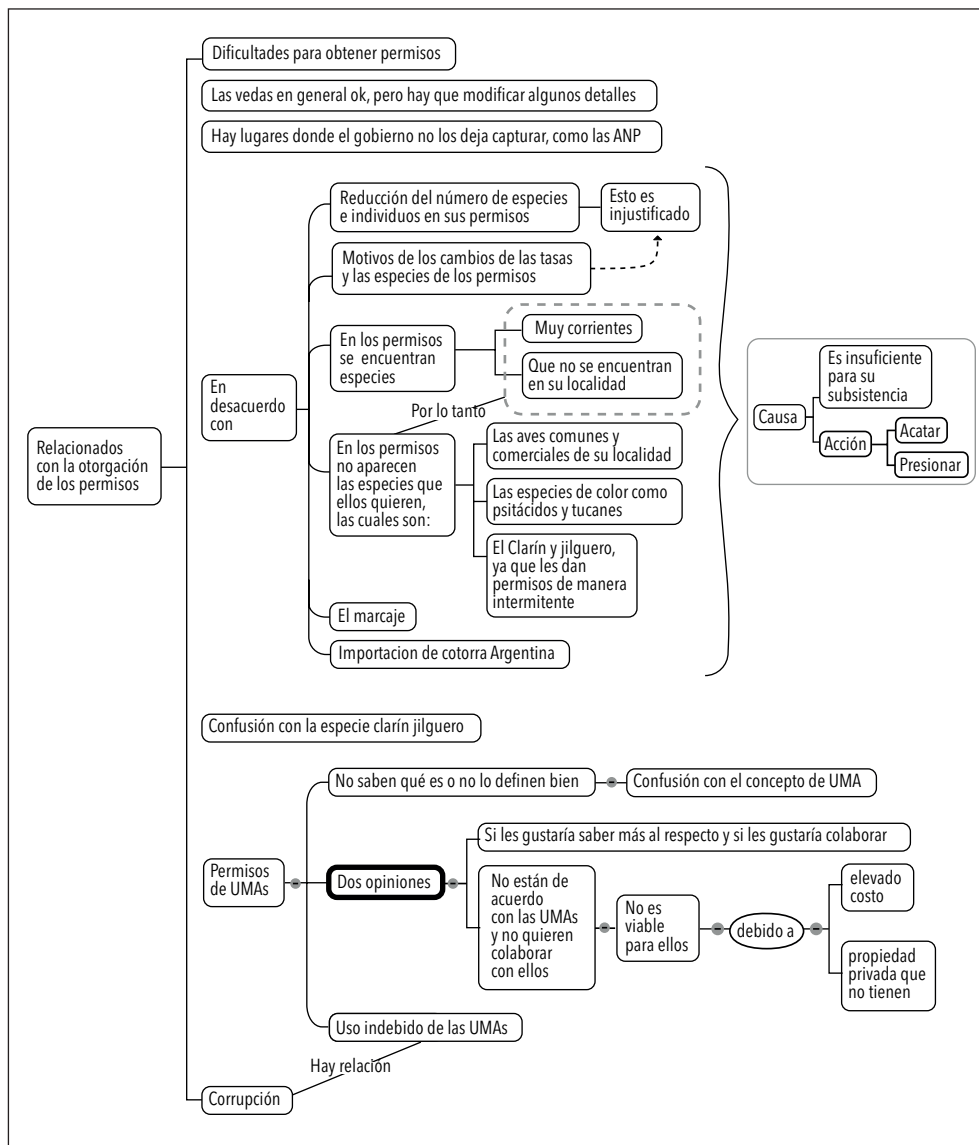 Dificultades para obtener permisos
Las vedas en general ok, pero hay que modificar algunos detalles
Hay lugares donde el gobierno no los deja capturar, como las ANP
Relacionados
con la otorgación
de los permisos
En
desacuerdo
con
Reducción del número de especies
e individuos en sus permisos
Esto es
injustificado
Motivos de los cambios de las tasas
y las especies de los permisos
En los permisos
se encuentran
especies
Muy corrientes
Que no se encuentran
en su localidad
Por lo tanto
En los permisos
no aparecen
las especies que
ellos quieren,
las cuales son:
Las aves comunes y
comerciales de su localidad
Las especies de color como
psitácidos y tucanes
El Clarín y jilguero,
ya que les dan
permisos de manera
intermitente
El marcaje
Importacion de cotorra Argentina
Causa
Es insuficiente
para su
subsistencia
Acción
Acatar
Presionar
Confusión con la especie clarín jilguero
Permisos
de UMAs
No saben qué es o no lo definen bien
Confusión con el concepto de UMA
Dos opiniones
Si les gustaría saber más al respecto y si les gustaría colaborar
No están de
acuerdo
con las UMAs
y no quieren
colaborar
con ellos
No es
viable
para ellos
debido a
elevado
costo
propiedad
privada que
no tienen
Uso indebido de las UMAs
Hay relación
Corrupción